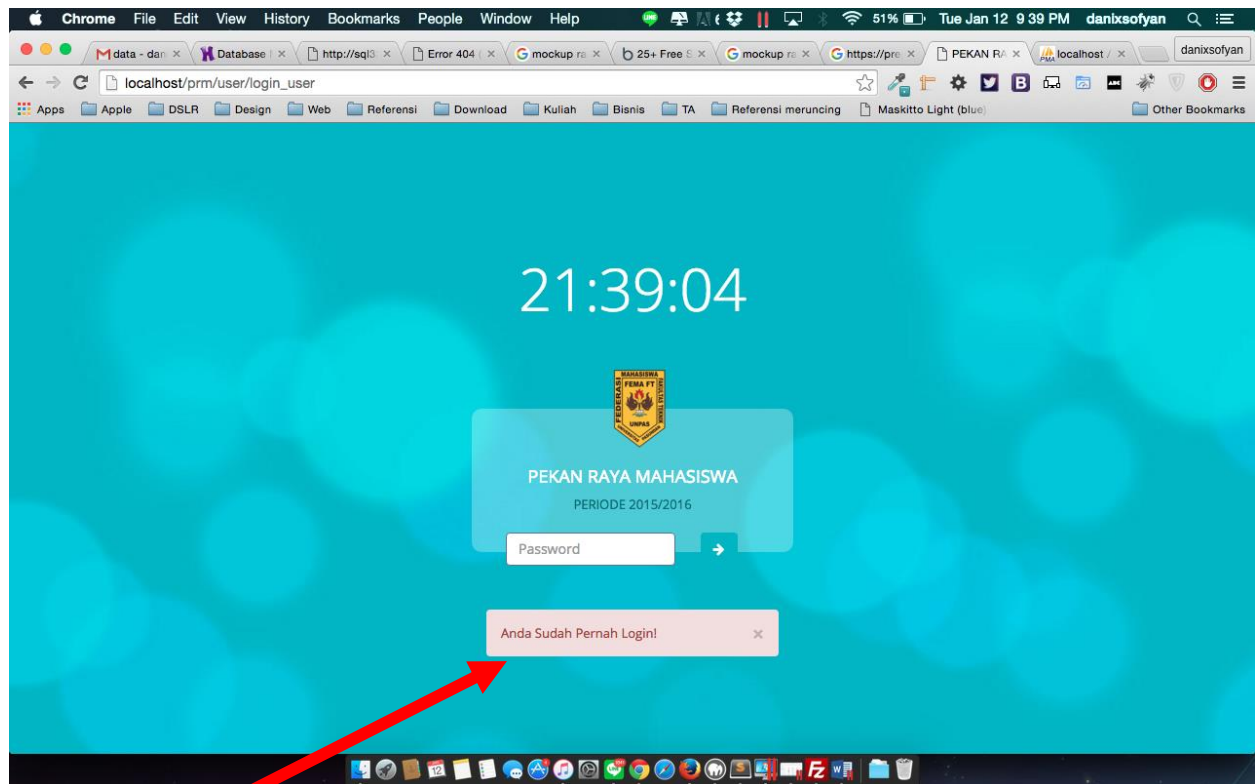 Chrome File Edit View History Bookmarks People Window Help 51% Tue Jan 12 9 39 PM danixsofyan
data - dan Database http://sql3 Error 404 mockup ra 25+ Free S mockup ra https://pre PEKAN RA localhost / danixsofyan
localhost/prm/user/login_user
Apps Apple DSLR Design Web Referensi Download Kuliah Bisnis TA Referensi meruncing Maskitto Light (blue) Other Bookmarks
21:39:04
MAHASISWA
FEDERASI
FEMA FT
FAKULTAS TEKNIK
UNPAS
PEKAN RAYA MAHASISWA
PERIODE 2015/2016
Password
Anda Sudah Pernah Login!